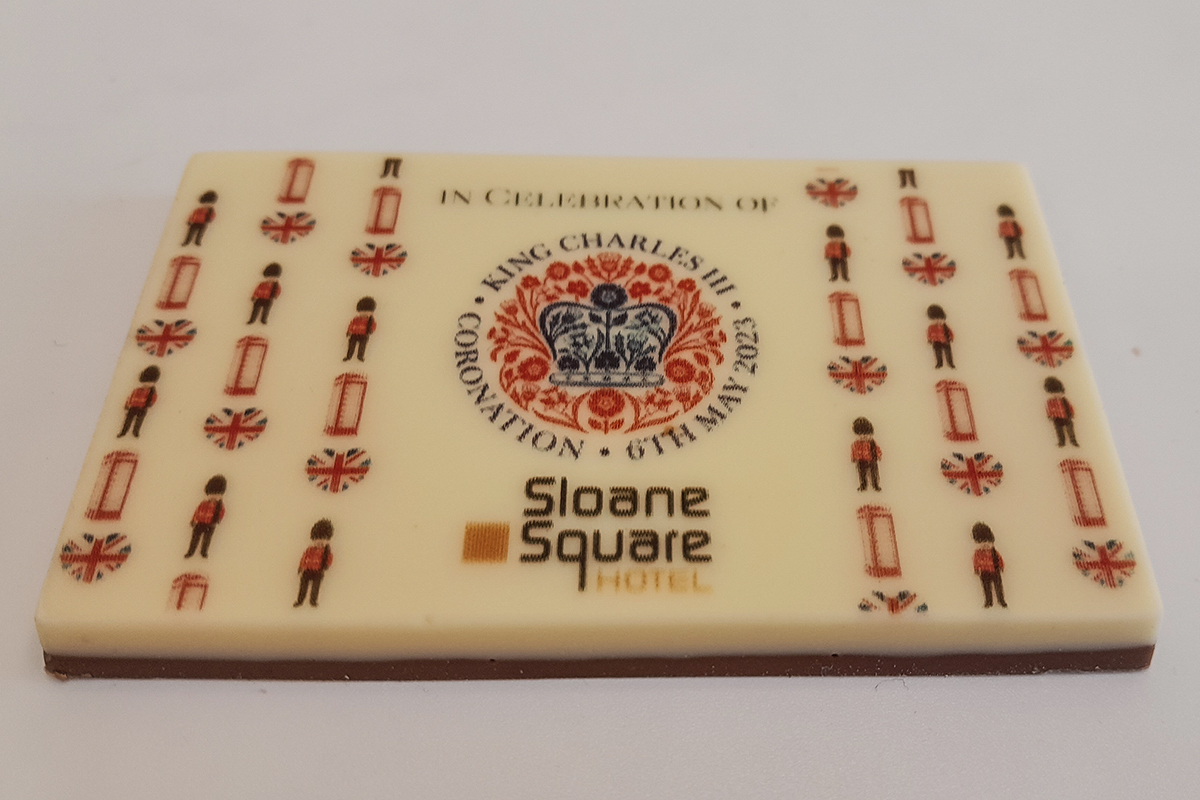 IN CELEBRATION OF
• KING CHARLES III •
CORONATION • 6TH MAY 2023
Sloane
Square
HOTEL